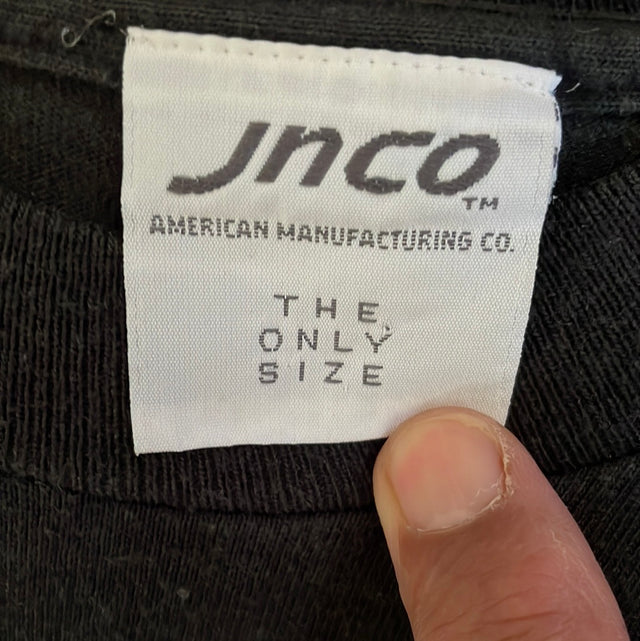 JNCO™
AMERICAN MANUFACTURING CO.
THE
ONLY
SIZE